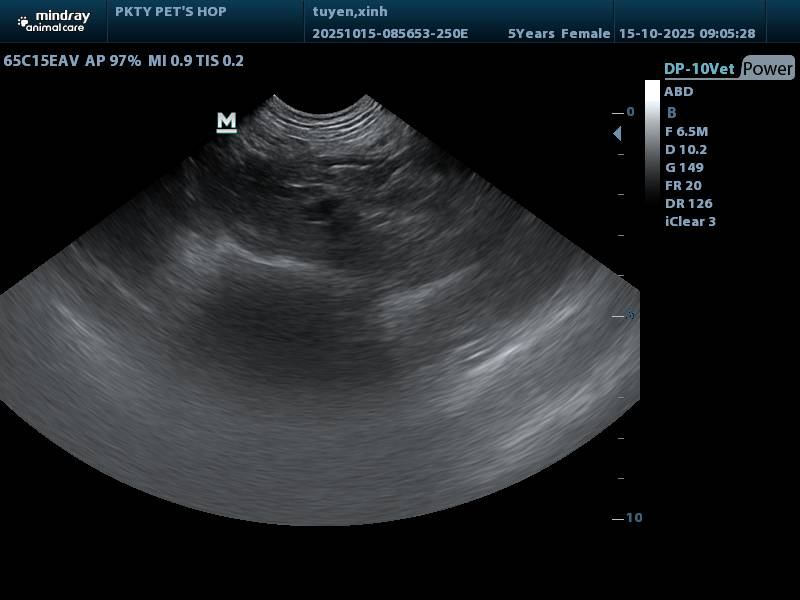 mindray
animalcare
PKTY PET'S HOP
tuyen,xinh
20251015-085653-250E
5Years Female
15-10-2025 09:05:28
65C15EAV AP 97% MI 0.9 TIS 0.2
DP-10Vet
Power
M
ABD
B
F 6.5M
D 10.2
G 149
FR 20
DR 126
iClear 3
0
5
10